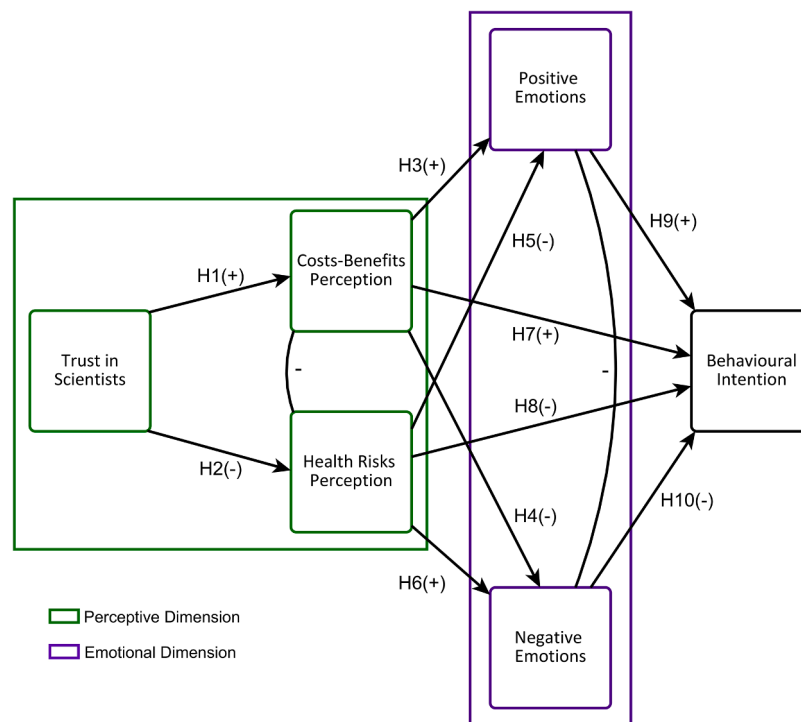 Positive
Emotions
H3(+)
H9(+)
H5(-)
Costs-Benefits
Perception
H1(+)
H7(+)
Trust in
Scientists
-
-
Behavioural
Intention
H8(-)
H2(-)
Health Risks
Perception
H4(-)
H10(-)
H6(+)
Perceptive Dimension
Emotional Dimension
Negative
Emotions